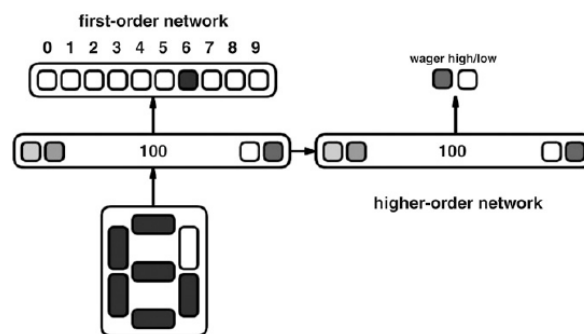 first-order network
0 1 2 3 4 5 6 7 8 9
wager high/low
100
100
higher-order network